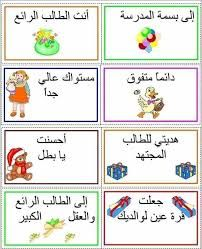 إلى بسمة المدرسة
أنت الطالب الرائع
دائماً متفوق
مستواك عالي
جداً
هديتي للطالب
المجتهد
أحسنت
يا بطل
جعلت
قرة عين لوالديك
إلى الطالب الرائع
والعقل الكبير